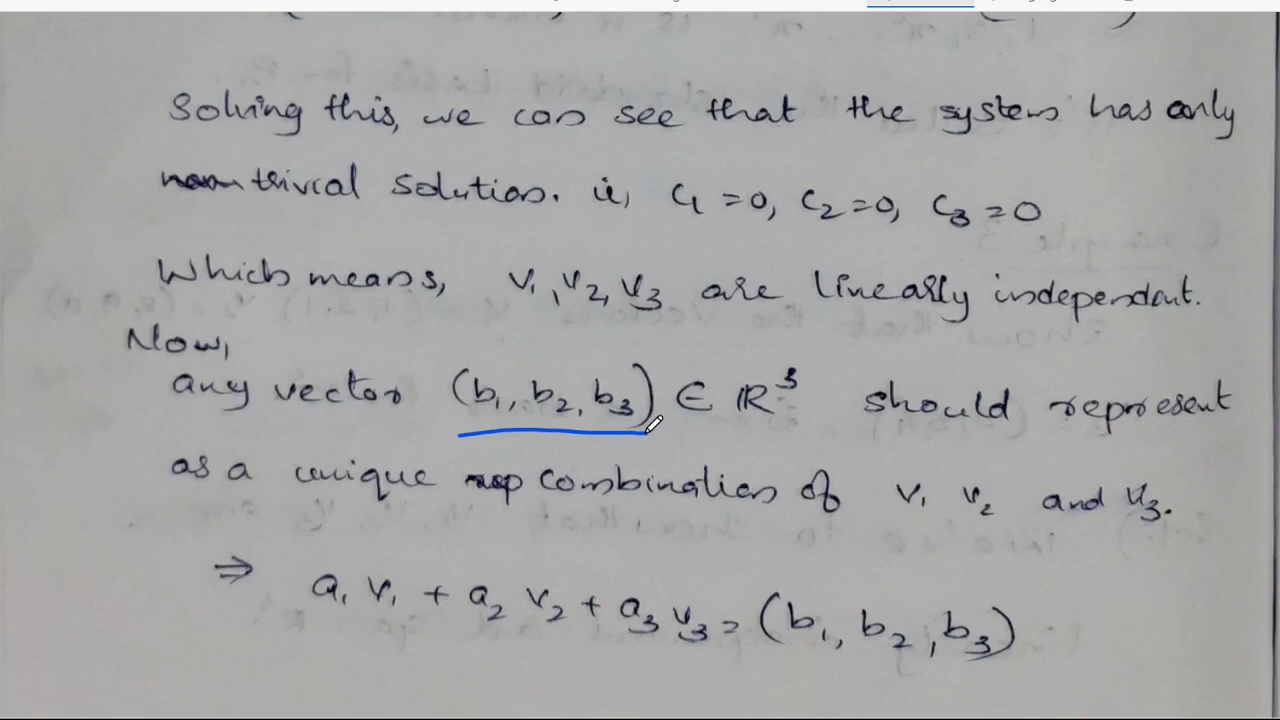 Solving this, we can see that the system has only
trivial solution. ie, C1 = 0, C2 = 0, C3 = 0
Which means, V1, V2, V3 are linearly independent.
Now,
any vector (b1, b2, b3) ∈ ℝ³ should represent
as a unique combination of V1 V2 and V3.
⇒ a1 V1 + a2 V2 + a3 V3 = (b1, b2, b3)